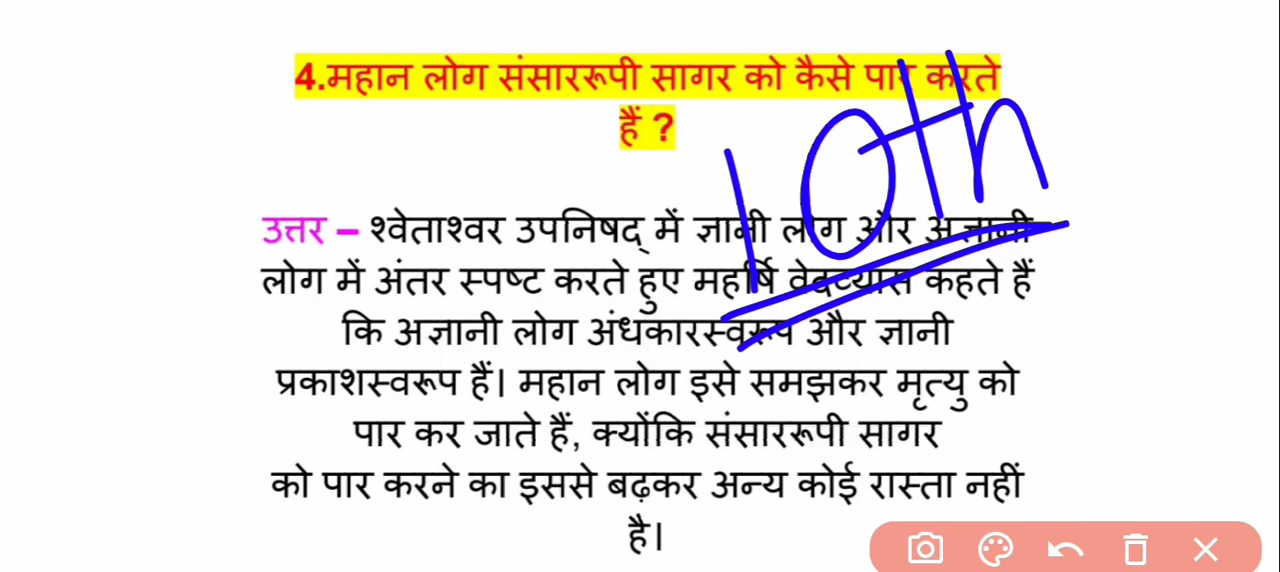 4.महान लोग संसाररूपी सागर को कैसे पार करते
हैं ?
10th
उत्तर – श्वेताश्वर उपनिषद् में ज्ञानी लोग और अज्ञानी
लोग में अंतर स्पष्ट करते हुए महर्षि वेदव्यास कहते हैं
कि अज्ञानी लोग अंधकारस्वरूप और ज्ञानी
प्रकाशस्वरूप हैं। महान लोग इसे समझकर मृत्यु को
पार कर जाते हैं, क्योंकि संसाररूपी सागर
को पार करने का इससे बढ़कर अन्य कोई रास्ता नहीं
है।